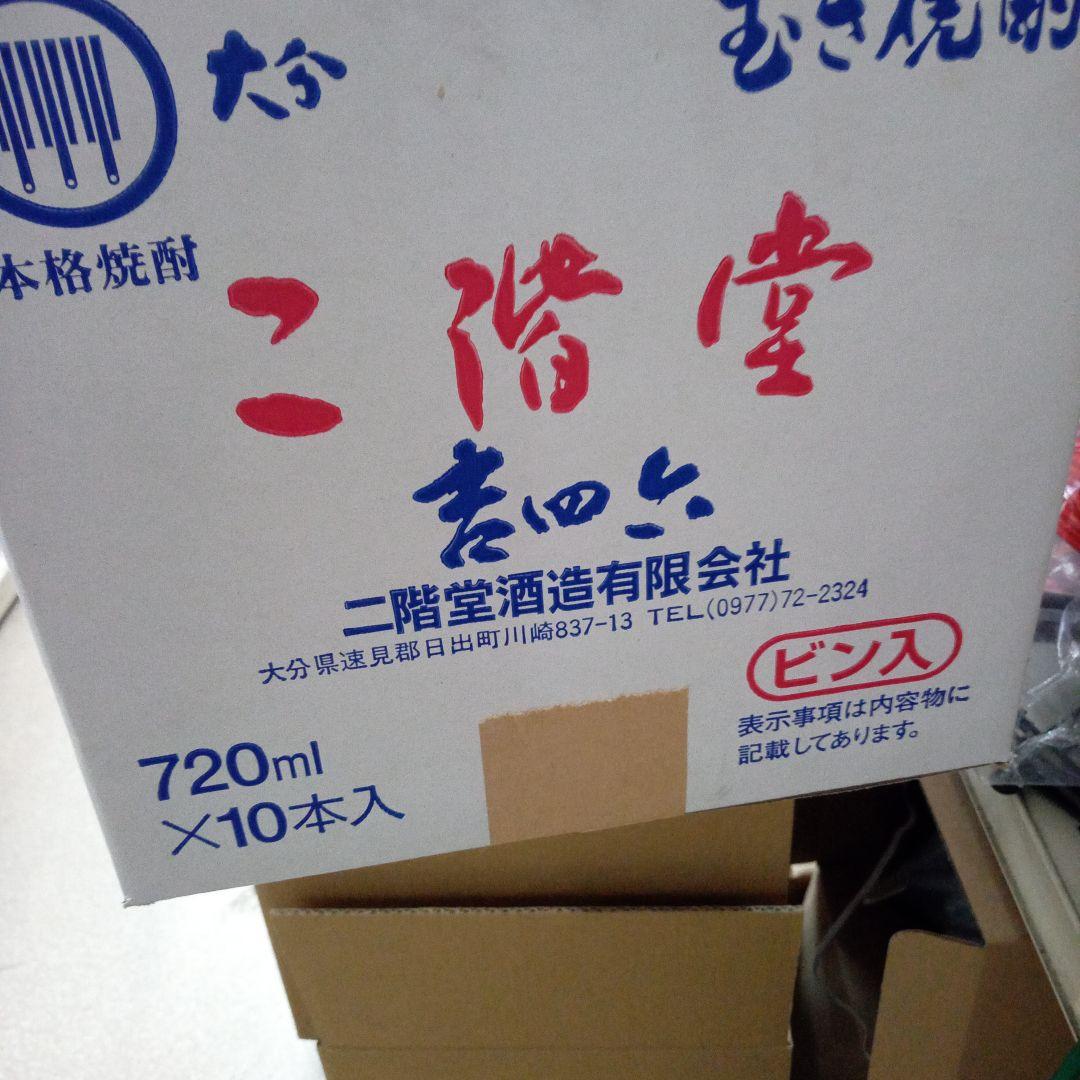 大分
むぎ焼酎
本格焼酎
二階堂
吉四六
二階堂酒造有限会社
大分県速見郡日出町川崎837-13 TEL(0977)72-2324
ビン入
表示事項は内容物に
記載してあります。
720ml
×10本入